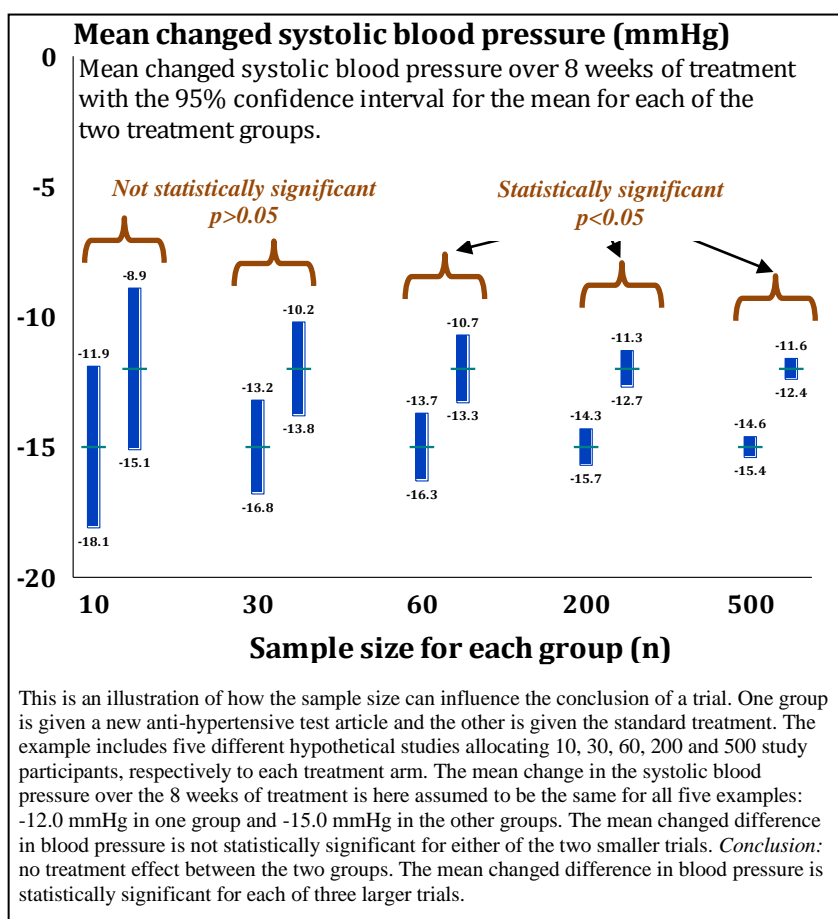 Mean changed systolic blood pressure (mmHg)
0
Mean changed systolic blood pressure over 8 weeks of treatment
with the 95% confidence interval for the mean for each of the
two treatment groups.
-5
Not statistically significant
p>0.05
Statistically significant
p<0.05
-10
-15
-20
-11.9
-18.1
-8.9
-15.1
-13.2
-16.8
-10.2
-13.8
-13.7
-16.3
-10.7
-13.3
-14.3
-15.7
-11.3
-12.7
-14.6
-15.4
-11.6
-12.4
10 30 60 200 500
Sample size for each group (n)
This is an illustration of how the sample size can influence the conclusion of a trial. One group
is given a new anti-hypertensive test article and the other is given the standard treatment. The
example includes five different hypothetical studies allocating 10, 30, 60, 200 and 500 study
participants, respectively to each treatment arm. The mean change in the systolic blood
pressure over the 8 weeks of treatment is here assumed to be the same for all five examples:
-12.0 mmHg in one group and -15.0 mmHg in the other groups. The mean changed difference
in blood pressure is not statistically significant for either of the two smaller trials. Conclusion:
no treatment effect between the two groups. The mean changed difference in blood pressure is
statistically significant for each of three larger trials.